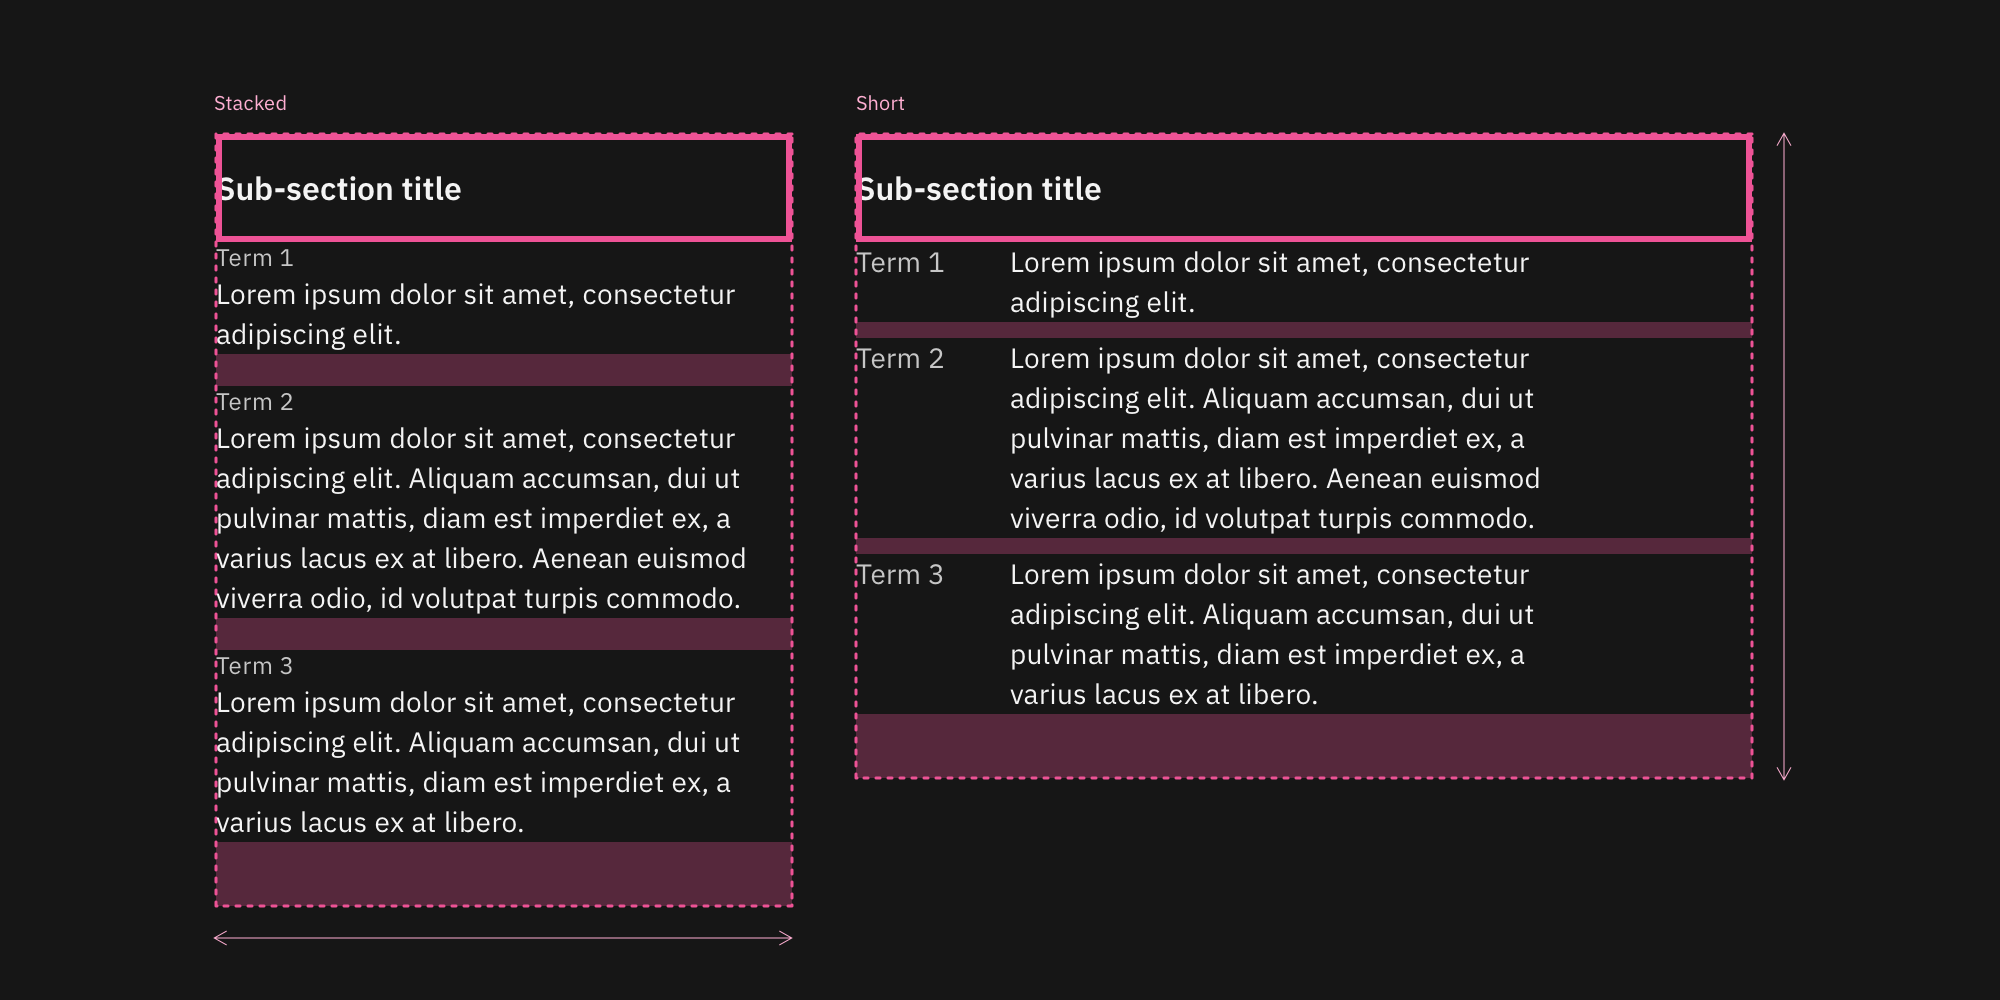 Stacked
Sub-section title
Term 1
Lorem ipsum dolor sit amet, consectetur
adipiscing elit.
Term 2
Lorem ipsum dolor sit amet, consectetur
adipiscing elit. Aliquam accumsan, dui ut
pulvinar mattis, diam est imperdiet ex, a
varius lacus ex at libero. Aenean euismod
viverra odio, id volutpat turpis commodo.
Term 3
Lorem ipsum dolor sit amet, consectetur
adipiscing elit. Aliquam accumsan, dui ut
pulvinar mattis, diam est imperdiet ex, a
varius lacus ex at libero.
Short
Sub-section title
Term 1
Lorem ipsum dolor sit amet, consectetur
adipiscing elit.
Term 2
Lorem ipsum dolor sit amet, consectetur
adipiscing elit. Aliquam accumsan, dui ut
pulvinar mattis, diam est imperdiet ex, a
varius lacus ex at libero. Aenean euismod
viverra odio, id volutpat turpis commodo.
Term 3
Lorem ipsum dolor sit amet, consectetur
adipiscing elit. Aliquam accumsan, dui ut
pulvinar mattis, diam est imperdiet ex, a
varius lacus ex at libero.